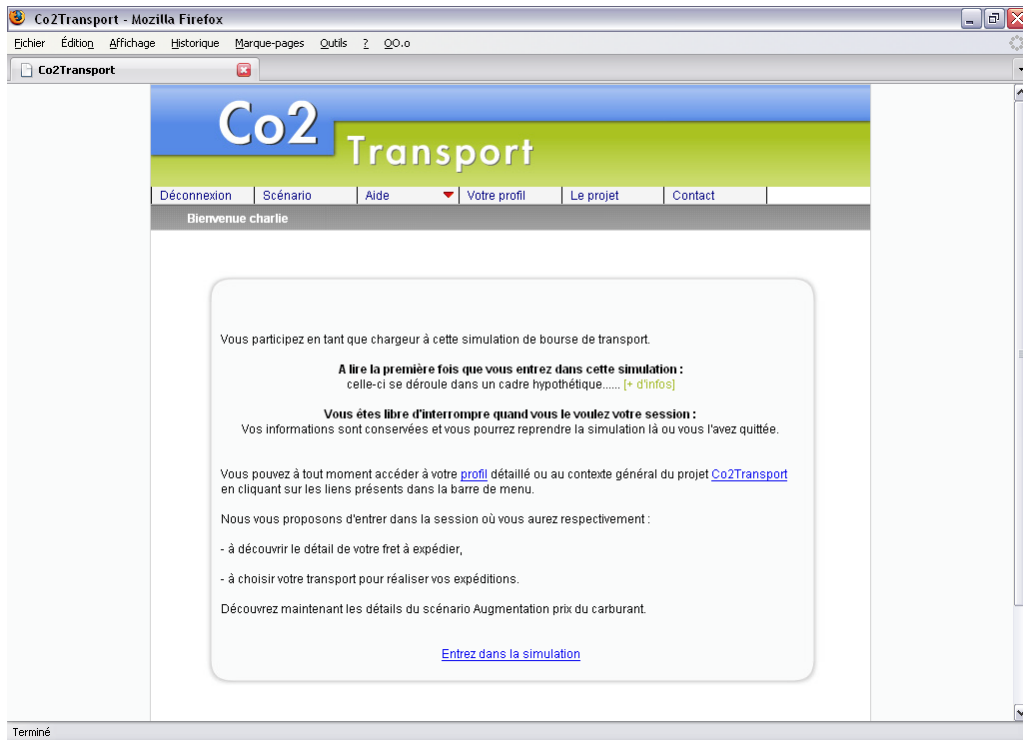 Co2Transport - Mozilla Firefox
Fichier Édition Affichage Historique Marque-pages Outils ? OO.o
Co2Transport
Co2
Transport
Déconnexion Scénario Aide Votre profil Le projet Contact
Bienvenue charlie
Vous participez en tant que chargeur à cette simulation de bourse de transport.
A lire la première fois que vous entrez dans cette simulation :
celle-ci se déroule dans un cadre hypothétique...... [+ d'infos]
Vous étes libre d'interrompre quand vous le voulez votre session :
Vos informations sont conservées et vous pourrez reprendre la simulation là ou vous l'avez quittée.
Vous pouvez à tout moment accéder à votre profil détaillé ou au contexte général du projet Co2Transport
en cliquant sur les liens présents dans la barre de menu.
Nous vous proposons d'entrer dans la session où vous aurez respectivement :
- à découvrir le détail de votre fret à expédier,
- à choisir votre transport pour réaliser vos expéditions.
Découvrez maintenant les détails du scénario Augmentation prix du carburant.
Entrez dans la simulation
Terminé